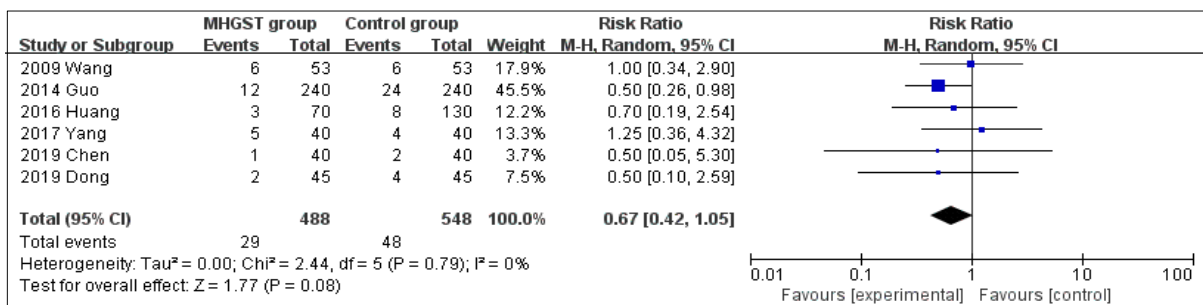 MHGST group Control group Risk Ratio Risk Ratio
Study or Subgroup Events Total Events Total Weight M-H, Random, 95% CI M-H, Random, 95% CI
2009 Wang 6 53 6 53 17.9% 1.00 [0.34, 2.90]
2014 Guo 12 240 24 240 45.5% 0.50 [0.26, 0.98]
2016 Huang 3 70 8 130 12.2% 0.70 [0.19, 2.54]
2017 Yang 5 40 4 40 13.3% 1.25 [0.36, 4.32]
2019 Chen 1 40 2 40 3.7% 0.50 [0.05, 5.30]
2019 Dong 2 45 4 45 7.5% 0.50 [0.10, 2.59]
Total (95% CI) 488 548 100.0% 0.67 [0.42, 1.05]
Total events 29 48
Heterogeneity: Tau² = 0.00; Chi² = 2.44, df = 5 (P = 0.79); I² = 0%
Test for overall effect: Z = 1.77 (P = 0.08)
0.01 0.1 1 10 100
Favours [experimental] Favours [control]